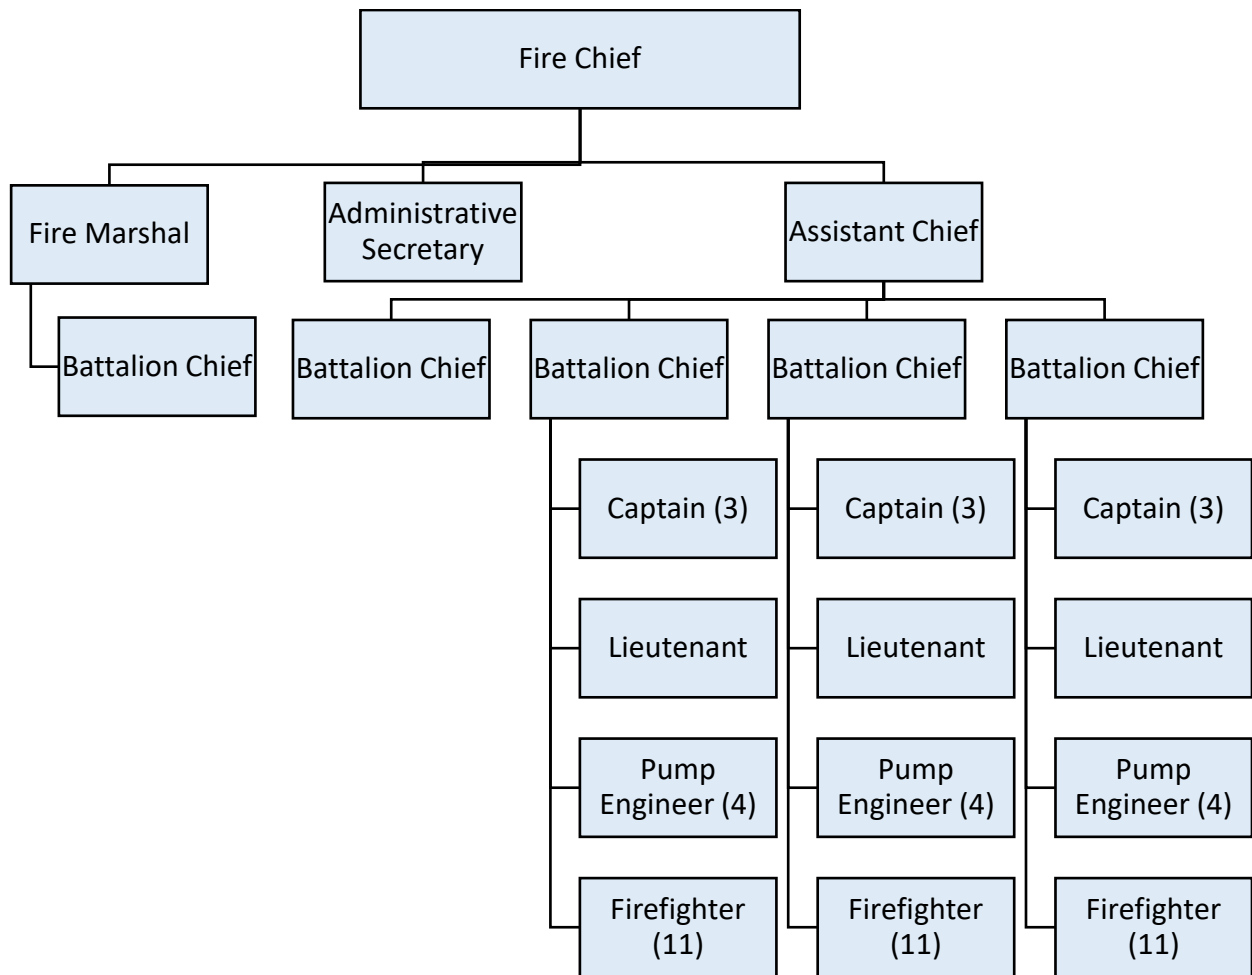 Fire Chief
Fire Marshal
Administrative
Secretary
Assistant Chief
Battalion Chief
Battalion Chief
Battalion Chief
Battalion Chief
Battalion Chief
Captain (3)
Captain (3)
Captain (3)
Lieutenant
Lieutenant
Lieutenant
Pump
Engineer (4)
Pump
Engineer (4)
Pump
Engineer (4)
Firefighter
(11)
Firefighter
(11)
Firefighter
(11)